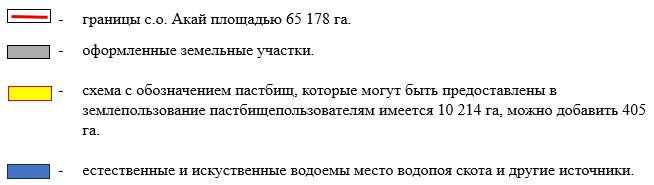 - границы с.о. Акай площадью 65 178 га.
- оформленные земельные участки.
- схема с обозначением пастбищ, которые могут быть предоставлены в
землепользование пастбищепользователям имеется 10 214 га, можно добавить 405
га.
- естественные и искуственные водоемы место водопоя скота и другие источники.